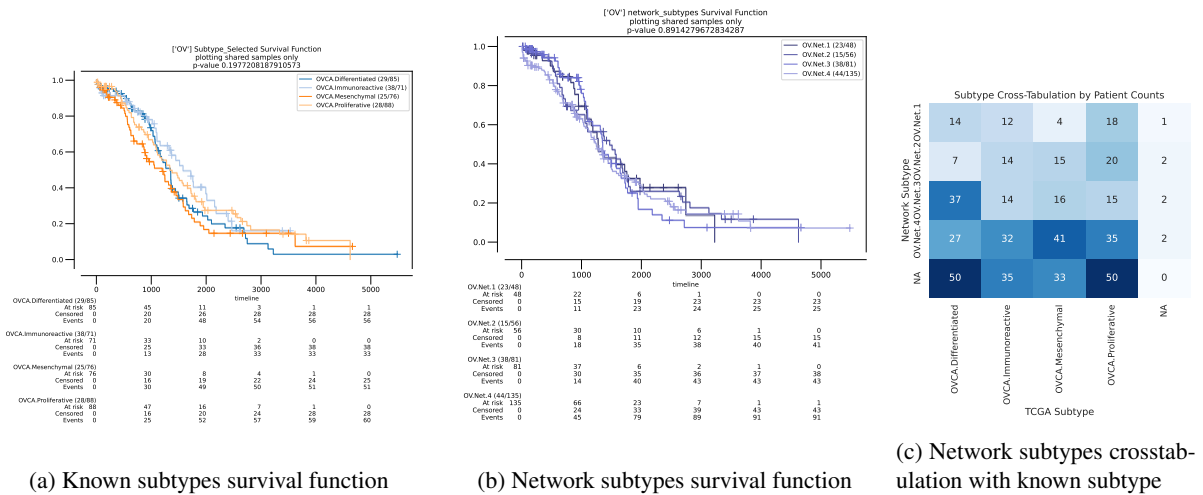 ['OV'] Subtype_Selected Survival Function
plotting shared samples only
p-value 0.1977208187910573
OVCA.Differentiated (29/85)
OVCA.Immunoreactive (38/71)
OVCA.Mesenchymal (25/76)
OVCA.Proliferative (28/88)
1.0
0.8
0.6
0.4
0.2
0.0
0 1000 2000 3000 4000 5000
timeline
OVCA.Differentiated (29/85)
At risk 85 45 11 3 1 1
Censored 0 20 26 28 28 28
Events 0 20 48 54 56 56
OVCA.Immunoreactive (38/71)
At risk 71 33 10 2 0 0
Censored 0 25 33 36 38 38
Events 0 13 28 33 33 33
OVCA.Mesenchymal (25/76)
At risk 76 30 8 4 1 0
Censored 0 16 19 22 24 25
Events 0 30 49 50 51 51
OVCA.Proliferative (28/88)
At risk 88 47 16 7 1 0
Censored 0 16 20 24 28 28
Events 0 25 52 57 59 60
(a) Known subtypes survival function
['OV'] network_subtypes Survival Function
plotting shared samples only
p-value 0.8914279672834287
OV.Net.1 (23/48)
OV.Net.2 (15/56)
OV.Net.3 (38/81)
OV.Net.4 (44/135)
1.0
0.8
0.6
0.4
0.2
0.0
0 1000 2000 3000 4000 5000
timeline
OV.Net.1 (23/48)
At risk 48 22 6 1 0 0
Censored 0 15 19 23 23 23
Events 0 11 23 24 25 25
OV.Net.2 (15/56)
At risk 56 30 10 6 1 0
Censored 0 8 11 12 15 15
Events 0 18 35 38 40 41
OV.Net.3 (38/81)
At risk 81 37 6 2 1 0
Censored 0 30 35 36 37 38
Events 0 14 40 43 43 43
OV.Net.4 (44/135)
At risk 135 66 23 7 1 1
Censored 0 24 33 39 43 43
Events 0 45 79 89 91 91
(b) Network subtypes survival function
Subtype Cross-Tabulation by Patient Counts
Network Subtype
OV.Net.1 14 12 4 18 1
OV.Net.2 7 14 15 20 2
OV.Net.3 37 14 16 15 2
OV.Net.4 27 32 41 35 2
NA 50 35 33 50 0
OVCA.Differentiated
OVCA.Immunoreactive
OVCA.Mesenchymal
OVCA.Proliferative
NA
TCGA Subtype
(c) Network subtypes crosstab-
ulation with known subtype